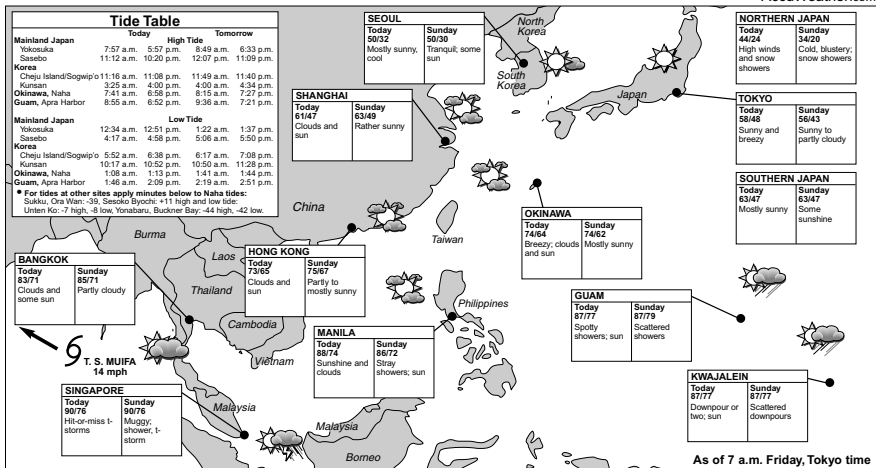 Tide Table
Today Tomorrow
Mainland Japan High Tide
Yokosuka 7:57 a.m. 5:57 p.m. 8:49 a.m. 6:33 p.m.
Sasebo 11:12 a.m. 10:20 p.m. 12:07 p.m. 11:09 p.m.
Korea
Cheju Island/Sogwip'o 11:16 a.m. 11:08 p.m. 11:49 a.m. 11:40 p.m.
Kunsan 3:25 a.m. 4:00 p.m. 4:00 a.m. 4:34 p.m.
Okinawa, Naha 7:41 a.m. 6:58 p.m. 8:15 a.m. 7:27 p.m.
Guam, Apra Harbor 8:55 a.m. 6:52 p.m. 9:36 a.m. 7:21 p.m.
Mainland Japan Low Tide
Yokosuka 12:34 a.m. 12:51 p.m. 1:22 a.m. 1:37 p.m.
Sasebo 4:17 a.m. 4:58 p.m. 5:06 a.m. 5:50 p.m.
Korea
Cheju Island/Sogwip'o 5:52 a.m. 6:38 p.m. 6:17 a.m. 7:08 p.m.
Kunsan 10:17 a.m. 10:52 p.m. 10:50 a.m. 11:28 p.m.
Okinawa, Naha 1:08 a.m. 1:13 p.m. 1:41 a.m. 1:44 p.m.
Guam, Apra Harbor 1:46 a.m. 2:09 p.m. 2:19 a.m. 2:51 p.m.
• For tides at other sites apply minutes below to Naha tides:
Sukku, Ora Wan: -39, Sesoko Byochi: +11 high and low tide:
Unten Ko: -7 high, -8 low, Yonabaru, Buckner Bay: -44 high, -42 low.
SEOUL
Today Sunday
50/32 50/30
Mostly sunny, Tranquil; some
cool sun
North
Korea
South
Korea
Japan
NORTHERN JAPAN
Today Sunday
44/24 34/20
High winds Cold, blustery;
and snow snow showers
showers
SHANGHAI
Today Sunday
61/47 63/49
Clouds and Rather sunny
sun
TOKYO
Today Sunday
58/48 56/43
Sunny and Sunny to
breezy partly cloudy
SOUTHERN JAPAN
Today Sunday
63/47 63/47
Mostly sunny Some
sunshine
China
Taiwan
OKINAWA
Today Sunday
74/64 74/62
Breezy; clouds Mostly sunny
and sun
Burma
Laos
Thailand
Cambodia
Vietnam
BANGKOK
Today Sunday
83/71 85/71
Clouds and Partly cloudy
some sun
HONG KONG
Today Sunday
73/65 75/67
Clouds and Partly to
sun mostly sunny
Philippines
GUAM
Today Sunday
87/77 87/79
Spotty Scattered
showers; sun showers
MANILA
Today Sunday
88/74 86/72
Sunshine and Stray
clouds showers; sun
T. S. MUIFA
14 mph
KWAJALEIN
Today Sunday
87/77 87/77
Downpour or Scattered
two; sun downpours
SINGAPORE
Today Sunday
90/76 90/76
Hit-or-miss t- Muggy;
storms shower, t-
storm
Malaysia
Malaysia
Borneo
As of 7 a.m. Friday, Tokyo time